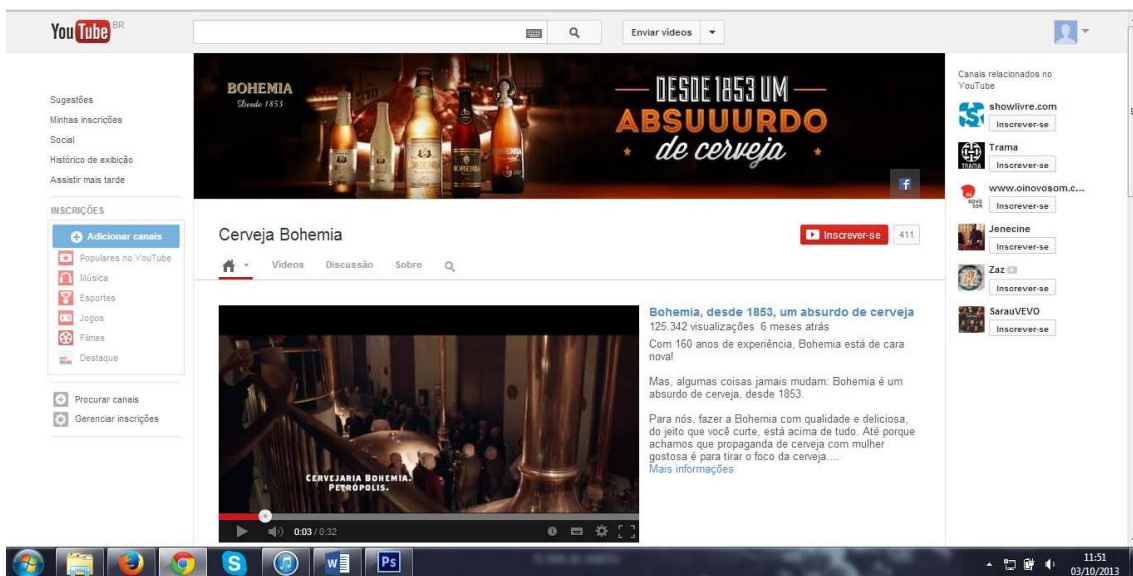 YouTube BR
Enviar vídeos
Sugestões
Minhas inscrições
Social
Histórico de exibição
Assistir mais tarde
INSCRIÇÕES
Adicionar canais
Populares no YouTube
Música
Esportes
Jogos
Filmes
Destaque
Procurar canais
Gerenciar inscrições
BOHEMIA
Desde 1853
DESDE 1853 UM
ABSUUURDO
de cerveja
Cerveja Bohemia
Inscrever-se 411
Vídeos Discussão Sobre
CERVEJARIA BOHEMIA.
PETRÓPOLIS.
0:03 / 0:32
Bohemia, desde 1853, um absurdo de cerveja
125.342 visualizações 6 meses atrás
Com 160 anos de experiência, Bohemia está de cara
nova!
Mas, algumas coisas jamais mudam: Bohemia é um
absurdo de cerveja, desde 1853.
Para nós, fazer a Bohemia com qualidade e deliciosa,
do jeito que você curte, está acima de tudo. Até porque
achamos que propaganda de cerveja com mulher
gostosa é para tirar o foco da cerveja....
Mais informações
Canais relacionados no
YouTube
showlivre.com
Inscrever-se
TRAMA
Trama
Inscrever-se
oi
NOVO
SOM
www.oinovosom.c...
Inscrever-se
Jenecine
Inscrever-se
Zaz
Inscrever-se
SarauVEVO
Inscrever-se
Ps
11:51
03/10/2013